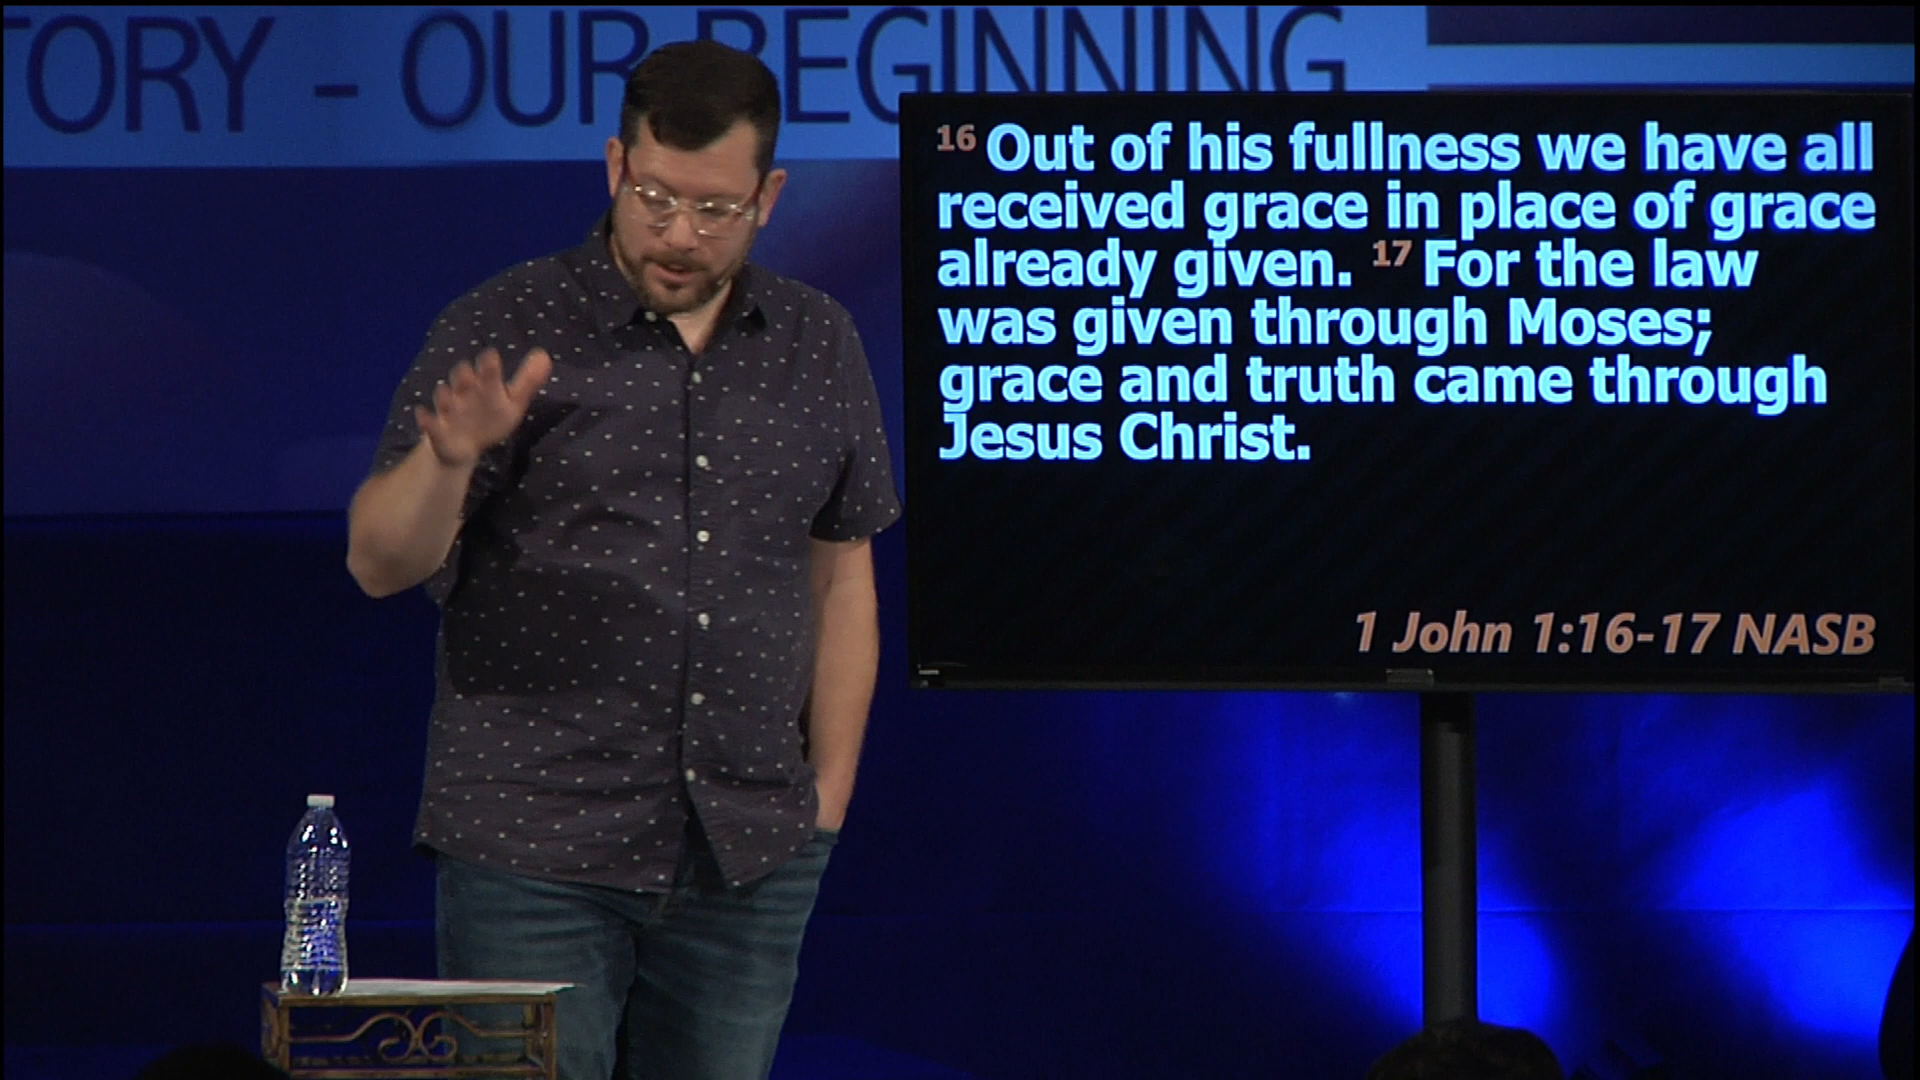 TORY - OUR BEGINNING
16 Out of his fullness we have all
received grace in place of grace
already given. 17 For the law
was given through Moses;
grace and truth came through
Jesus Christ.
1 John 1:16-17 NASB